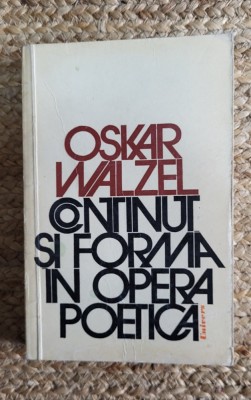 OSKAR
WALZEL
CONTINUT
SI FORMA
IN OPERA
POETICA
Univers